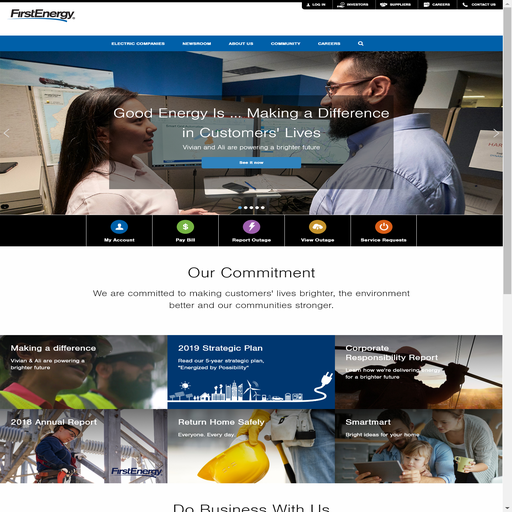 FirstEnergy
LOG IN
INVESTORS
SUPPLIERS
CAREERS
CONTACT US
ELECTRIC COMPANIES
NEWSROOM
ABOUT US
COMMUNITY
CAREERS
Good Energy Is ... Making a Difference
in Customers' Lives
Vivian and Ali are powering a brighter future
See it now
My Account
Pay Bill
Report Outage
View Outage
Service Requests
Our Commitment
We are committed to making customers' lives brighter, the environment
better and our communities stronger.
Making a difference
Vivian & Ali are powering a
brighter future
2019 Strategic Plan
Read our 5-year strategic plan,
"Energized by Possibility"
Corporate
Responsibility Report
Learn how we're delivering energy
for a brighter future
2018 Annual Report
FirstEnergy
Return Home Safely
Everyone. Every day.
Smartmart
Bright ideas for your home
Do Business With Us